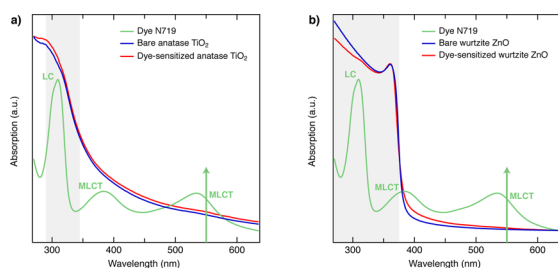 a)
Dye N719
Bare anatase TiO2
Dye-sensitized anatase TiO2
LC
MLCT
MLCT
Absorption (a.u.)
300 400 500 600
Wavelength (nm)
b)
Dye N719
Bare wurtzite ZnO
Dye-sensitized wurtzite ZnO
LC
MLCT
MLCT
Absorption (a.u.)
300 400 500 600
Wavelength (nm)